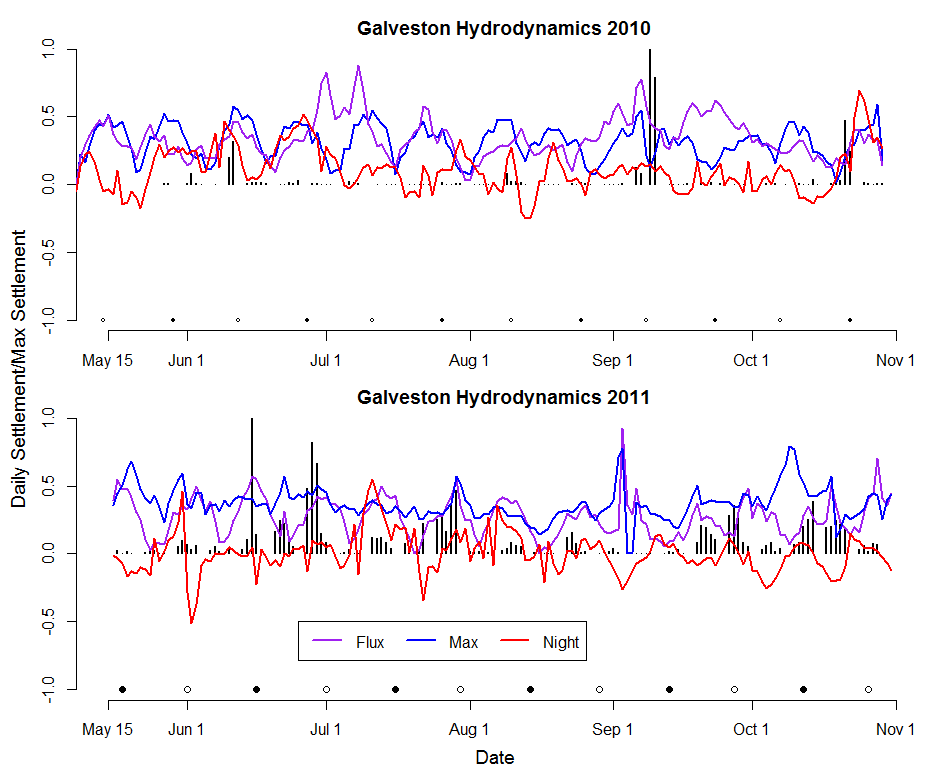 Galveston Hydrodynamics 2010
1.0
0.5
0.0
-0.5
-1.0
May 15 Jun 1 Jul 1 Aug 1 Sep 1 Oct 1 Nov 1
Daily Settlement/Max Settlement
Galveston Hydrodynamics 2011
1.0
0.5
0.0
-0.5
-1.0
Flux Max Night
May 15 Jun 1 Jul 1 Aug 1 Sep 1 Oct 1 Nov 1
Date